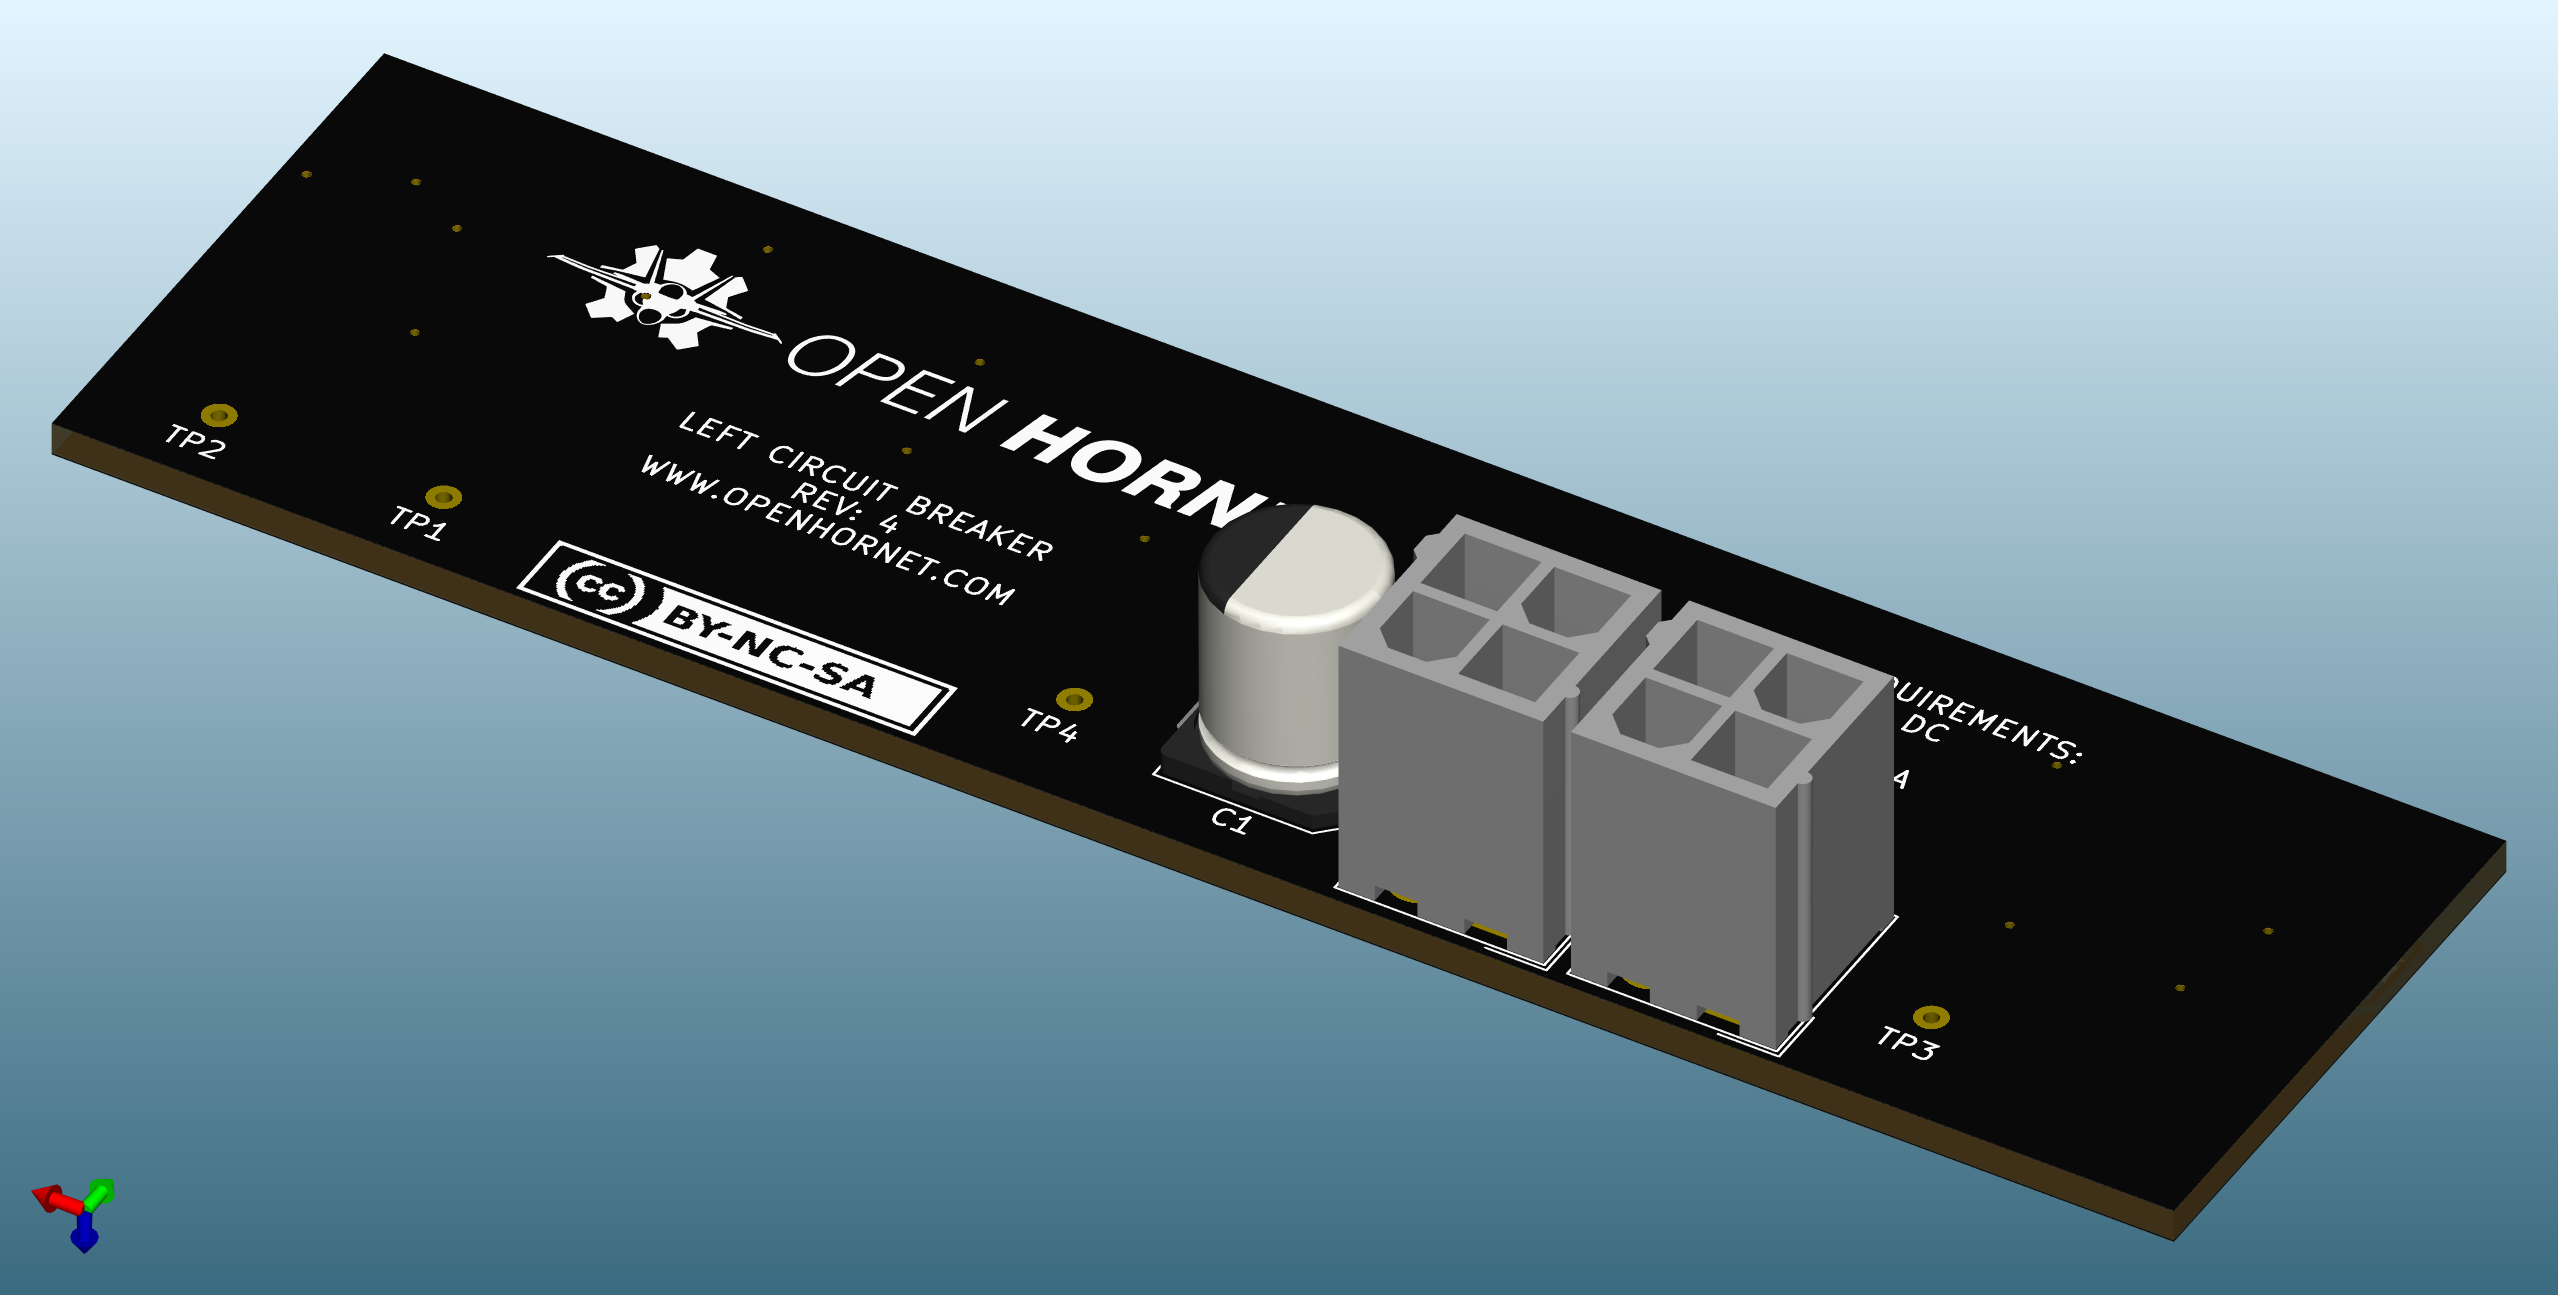 OPEN HORN
LEFT CIRCUIT BREAKER
REV: 4
WWW.OPENHORNET.COM
cc BY-NC-SA
TP2
TP1
TP4
C1
UIREMENTS:
DC
A
TP3